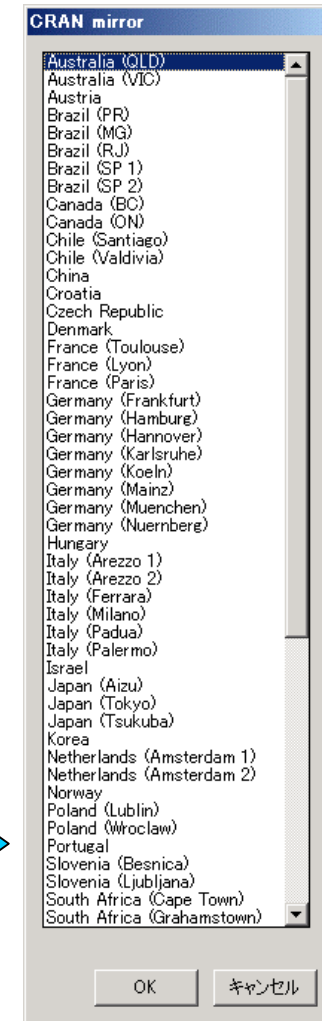 CRAN mirror
Australia (QLD)
Australia (VIC)
Austria
Brazil (PR)
Brazil (MG)
Brazil (RJ)
Brazil (SP 1)
Brazil (SP 2)
Canada (BC)
Canada (ON)
Chile (Santiago)
Chile (Valdivia)
China
Croatia
Czech Republic
Denmark
France (Toulouse)
France (Lyon)
France (Paris)
Germany (Frankfurt)
Germany (Hamburg)
Germany (Hannover)
Germany (Karlsruhe)
Germany (Koeln)
Germany (Mainz)
Germany (Muenchen)
Germany (Nuernberg)
Hungary
Italy (Arezzo 1)
Italy (Arezzo 2)
Italy (Ferrara)
Italy (Milano)
Italy (Padua)
Italy (Palermo)
Israel
Japan (Aizu)
Japan (Tokyo)
Japan (Tsukuba)
Korea
Netherlands (Amsterdam 1)
Netherlands (Amsterdam 2)
Norway
Poland (Lublin)
Poland (Wroclaw)
Portugal
Slovenia (Besnica)
Slovenia (Ljubljana)
South Africa (Cape Town)
South Africa (Grahamstown)
OK キャンセル